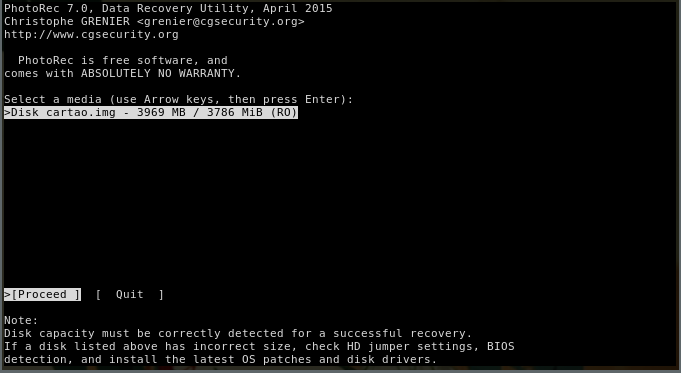 PhotoRec 7.0, Data Recovery Utility, April 2015
Christophe GRENIER <grenier@cgsecurity.org>
http://www.cgsecurity.org
PhotoRec is free software, and
comes with ABSOLUTELY NO WARRANTY.
Select a media (use Arrow keys, then press Enter):
>Disk cartao.img - 3969 MB / 3786 MiB (RO)
>[Proceed ]  [  Quit  ]
Note:
Disk capacity must be correctly detected for a successful recovery.
If a disk listed above has incorrect size, check HD jumper settings, BIOS
detection, and install the latest OS patches and disk drivers.